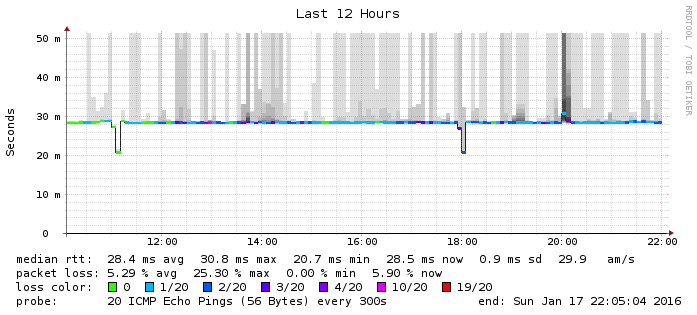 Last 12 Hours
RRDTOOL / TOBI OETIKER
Seconds
50 m
40 m
30 m
20 m
10 m
0
12:00 14:00 16:00 18:00 20:00 22:00
median rtt: 28.4 ms avg 30.8 ms max 20.7 ms min 28.5 ms now 0.9 ms sd 29.9 am/s
packet loss: 5.29 % avg 25.30 % max 0.00 % min 5.90 % now
loss color: 0 1/20 2/20 3/20 4/20 10/20 19/20
probe: 20 ICMP Echo Pings (56 Bytes) every 300s end: Sun Jan 17 22:05:04 2016